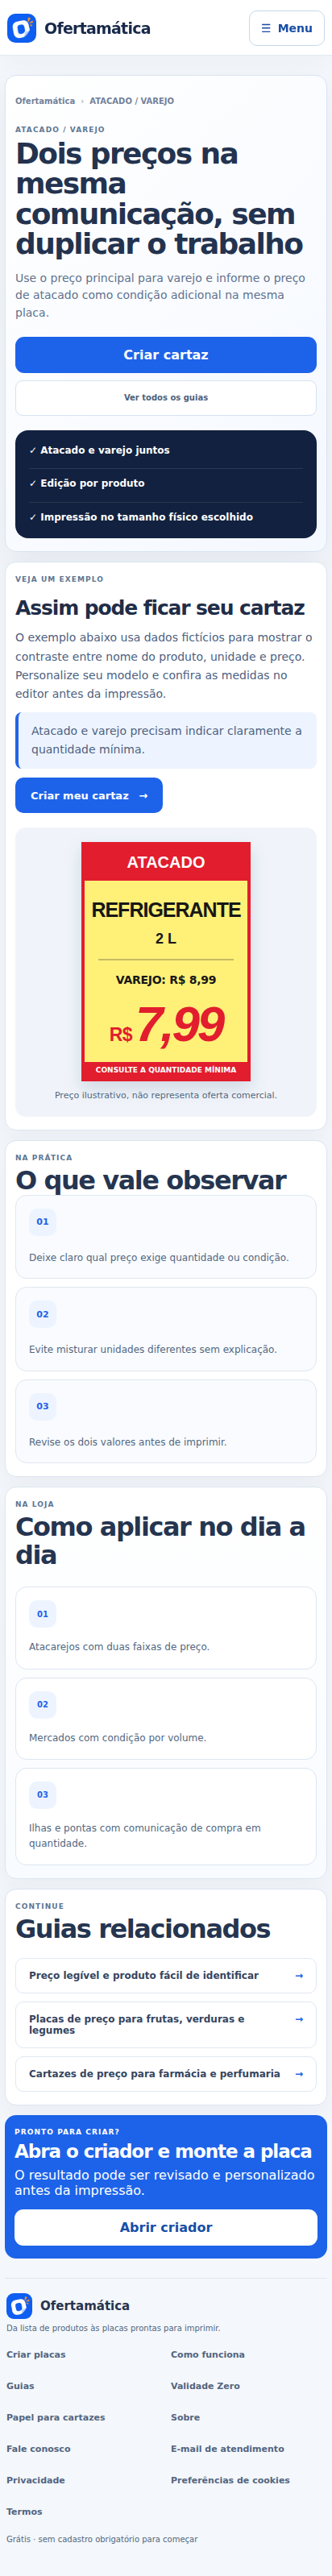 Ofertamática
☰ Menu
Ofertamática › ATACADO / VAREJO
ATACADO / VAREJO
Dois preços na
mesma
comunicação, sem
duplicar o trabalho
Use o preço principal para varejo e informe o preço
de atacado como condição adicional na mesma
placa.
Criar cartaz
Ver todos os guias
✓ Atacado e varejo juntos
✓ Edição por produto
✓ Impressão no tamanho físico escolhido
VEJA UM EXEMPLO
Assim pode ficar seu cartaz
O exemplo abaixo usa dados fictícios para mostrar o
contraste entre nome do produto, unidade e preço.
Personalize seu modelo e confira as medidas no
editor antes da impressão.
Atacado e varejo precisam indicar claramente a
quantidade mínima.
Criar meu cartaz →
ATACADO
REFRIGERANTE
2 L
VAREJO: R$ 8,99
R$ 7,99
CONSULTE A QUANTIDADE MÍNIMA
Preço ilustrativo, não representa oferta comercial.
NA PRÁTICA
O que vale observar
01
Deixe claro qual preço exige quantidade ou condição.
02
Evite misturar unidades diferentes sem explicação.
03
Revise os dois valores antes de imprimir.
NA LOJA
Como aplicar no dia a
dia
01
Atacarejos com duas faixas de preço.
02
Mercados com condição por volume.
03
Ilhas e pontas com comunicação de compra em
quantidade.
CONTINUE
Guias relacionados
Preço legível e produto fácil de identificar →
Placas de preço para frutas, verduras e →
legumes
Cartazes de preço para farmácia e perfumaria →
PRONTO PARA CRIAR?
Abra o criador e monte a placa
O resultado pode ser revisado e personalizado
antes da impressão.
Abrir criador
Ofertamática
Da lista de produtos às placas prontas para imprimir.
Criar placas Como funciona
Guias Validade Zero
Papel para cartazes Sobre
Fale conosco E-mail de atendimento
Privacidade Preferências de cookies
Termos
Grátis · sem cadastro obrigatório para começar